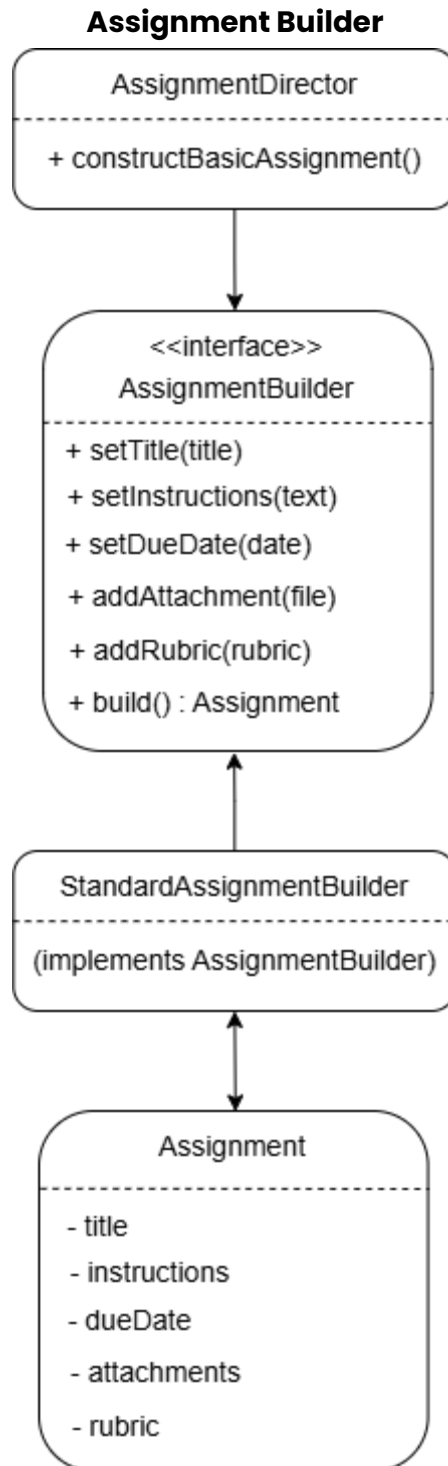 Assignment Builder
AssignmentDirector
+ constructBasicAssignment()
<<interface>>
AssignmentBuilder
+ setTitle(title)
+ setInstructions(text)
+ setDueDate(date)
+ addAttachment(file)
+ addRubric(rubric)
+ build() : Assignment
StandardAssignmentBuilder
(implements AssignmentBuilder)
Assignment
- title
- instructions
- dueDate
- attachments
- rubric